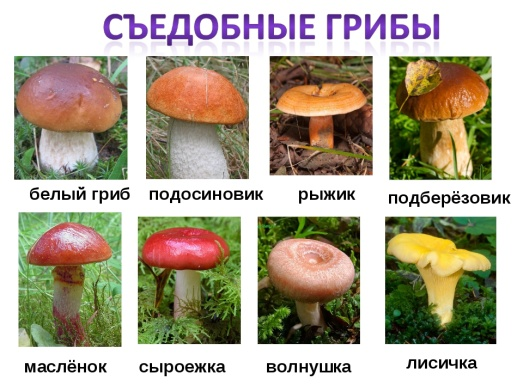 СЪЕДОБНЫЕ ГРИБЫ
белый гриб подосиновик рыжик подберёзовик
маслёнок сыроежка волнушка лисичка